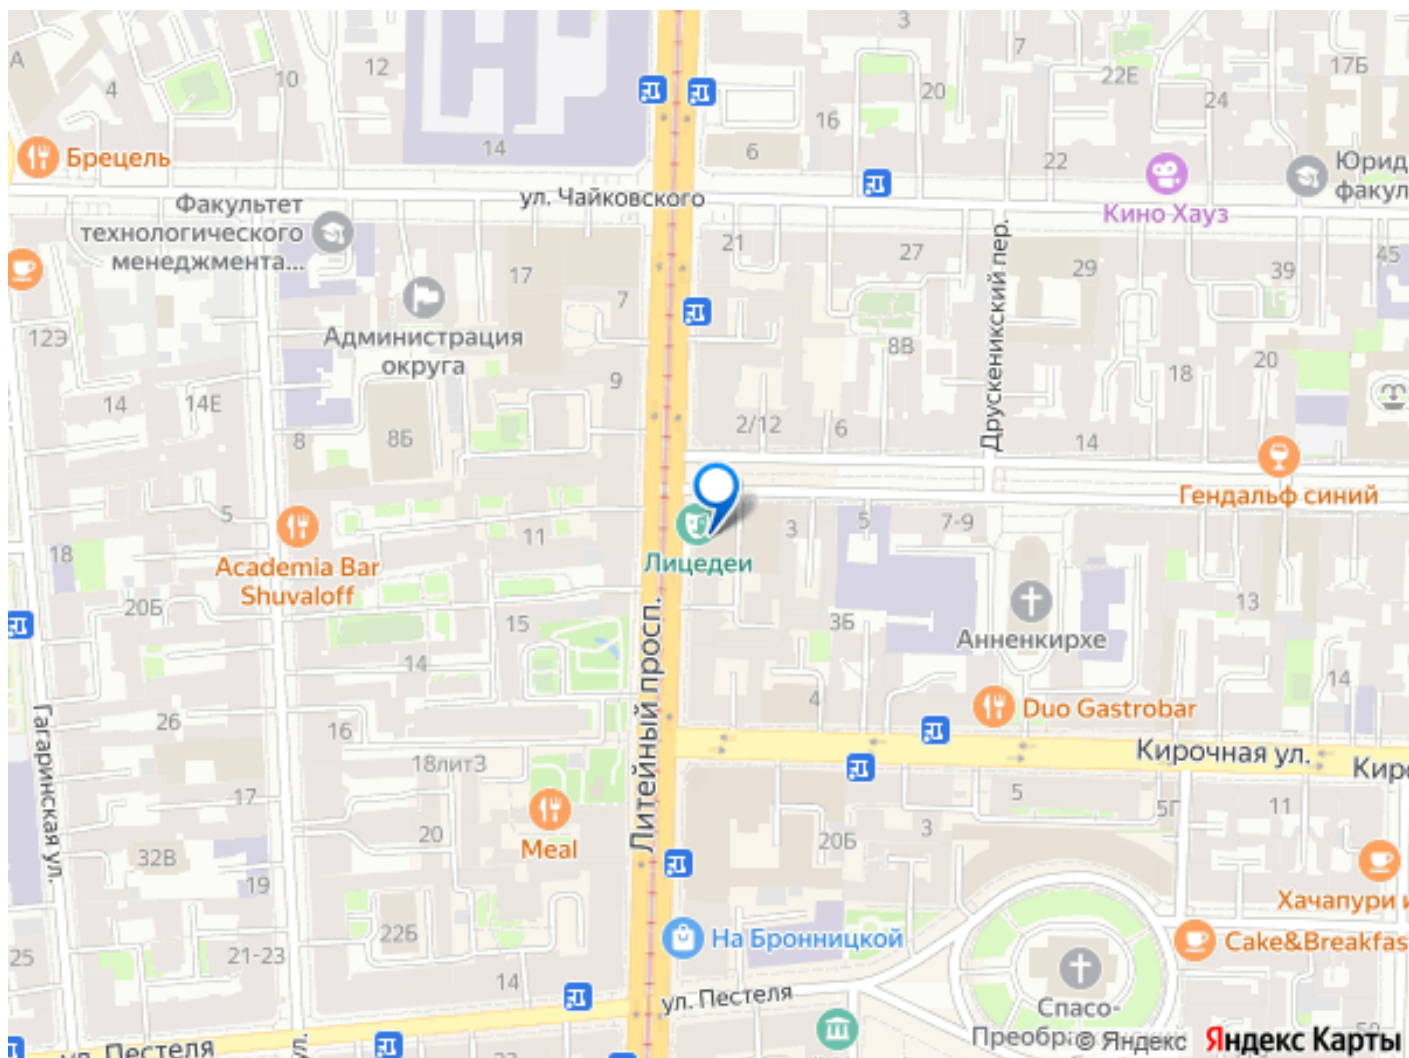 3
7
17Б
А
12
10
4
22Е
24
20
16
14
6
22
Брецель
Юрид
факул
ул. Чайковского
Кино Хауз
Факультет
технологического
менеджмента...
21
27
Друскеникский пер.
29
39
45
17
7
Администрация
округа
12Э
8В
9
18
20
14
14Е
2/12
6
8
8Б
14
Гендальф синий
5
11
3
5
7-9
Лицедеи
Academia Bar
Shuvaloff
18
20Б
15
3Б
13
Анненкирхе
14
14
4
Duo Gastrobar
Литейный просп.
Гагаринская ул.
26
16
Кирочная ул.
Киро
18литЗ
17
5
5Г
11
20
20Б
3
Meal
32В
19
Хачапури и
22Б
На Бронницкой
Cake&Breakfas
25
21-23
14
ул. Пестеля
Спасо-
Преобра
© Яндекс
Яндекс Карты
ул. Пестеля
ул.
12